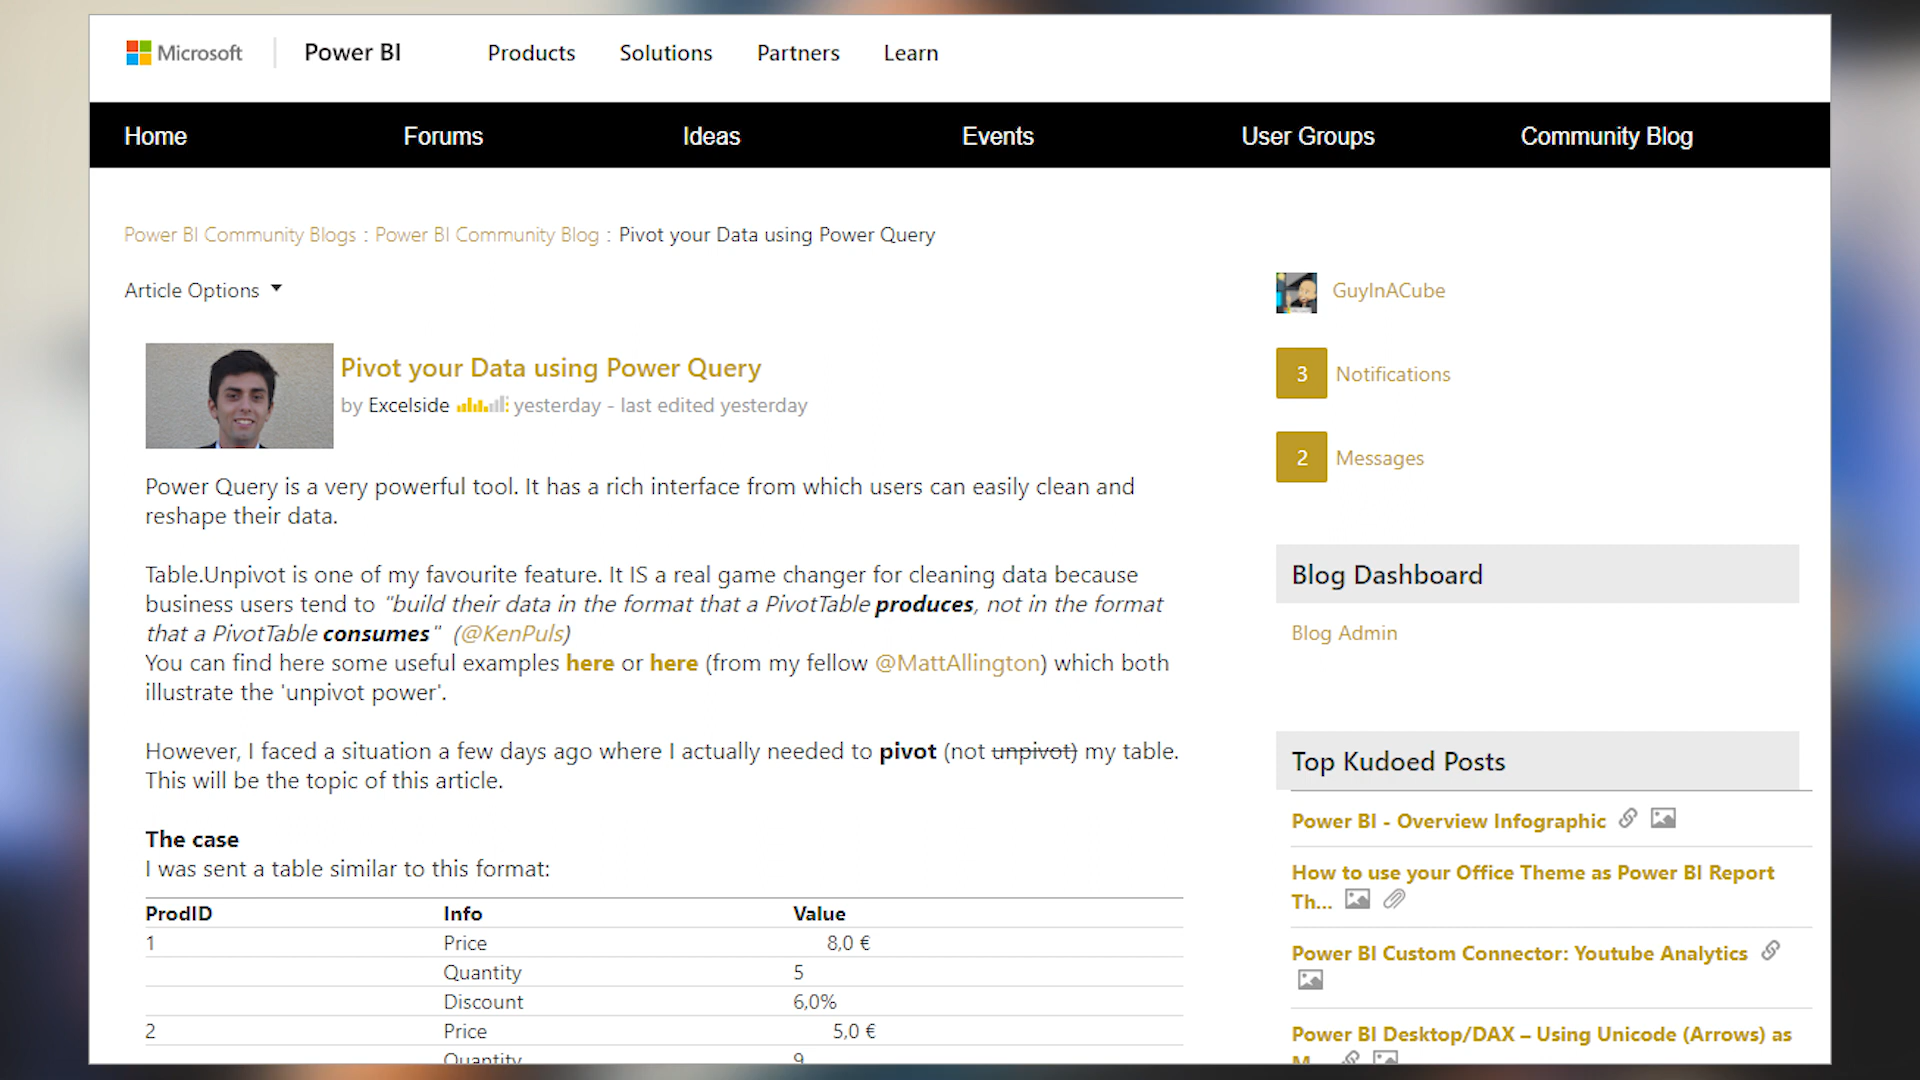 Microsoft
Power BI
Products
Solutions
Partners
Learn
Home
Forums
Ideas
Events
User Groups
Community Blog
Power BI Community Blogs : Power BI Community Blog : Pivot your Data using Power Query
Article Options
Pivot your Data using Power Query
by Excelside yesterday - last edited yesterday
Power Query is a very powerful tool. It has a rich interface from which users can easily clean and
reshape their data.
Table.Unpivot is one of my favourite feature. It IS a real game changer for cleaning data because
business users tend to "build their data in the format that a PivotTable produces, not in the format
that a PivotTable consumes" (@KenPuls)
You can find here some useful examples here or here (from my fellow @MattAllington) which both
illustrate the 'unpivot power'.
However, I faced a situation a few days ago where I actually needed to pivot (not unpivot) my table.
This will be the topic of this article.
The case
I was sent a table similar to this format:
ProdID Info Value
1 Price 8,0 €
Quantity 5
Discount 6,0%
2 Price 5,0 €
Quantity 9
GuyInACube
3 Notifications
2 Messages
Blog Dashboard
Blog Admin
Top Kudoed Posts
Power BI - Overview Infographic
How to use your Office Theme as Power BI Report
Th...
Power BI Custom Connector: Youtube Analytics
Power BI Desktop/DAX – Using Unicode (Arrows) as
M...